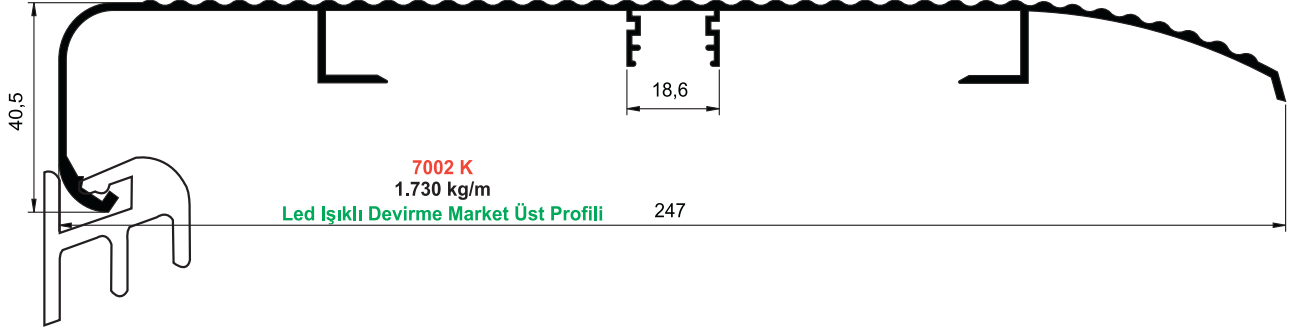 40,5
18,6
7002 K
1.730 kg/m
Led Işıklı Devirme Market Üst Profili
247